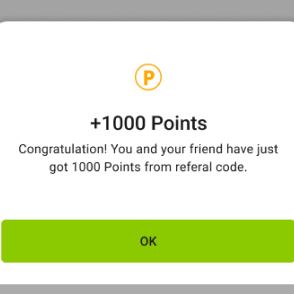 P
+1000 Points
Congratulation! You and your friend have just
got 1000 Points from referal code.
OK